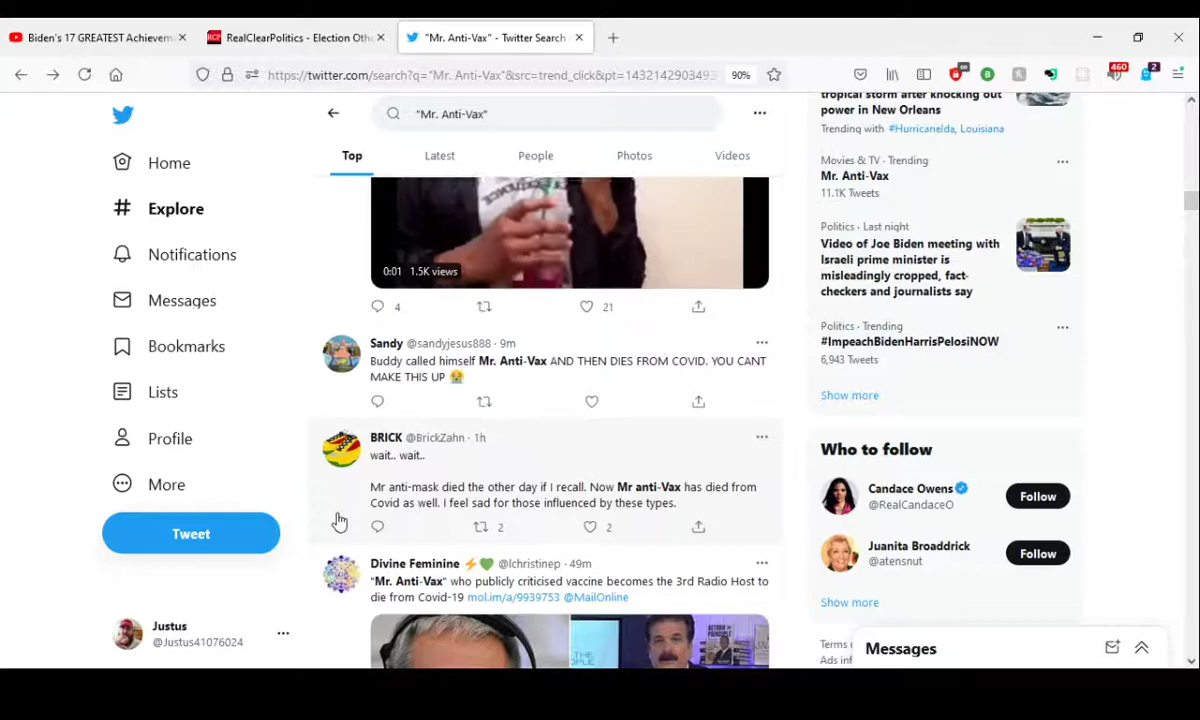 Biden's 17 GREATEST Achievem
RealClearPolitics - Election Oth
"Mr. Anti-Vax" - Twitter Search
https://twitter.com/search?q="Mr. Anti-Vax"&src=trend_click&pt=1432142903493
90%
460
2
"Mr. Anti-Vax"
Top
Latest
People
Photos
Videos
Home
Explore
Notifications
Messages
Bookmarks
Lists
Profile
More
Tweet
Justus
@Justus41076024
0:01 1.5K views
4
21
Sandy @sandyjesus888 · 9m
Buddy called himself Mr. Anti-Vax AND THEN DIES FROM COVID. YOU CANT
MAKE THIS UP 😭
BRICK @BrickZahn · 1h
wait.. wait..
Mr anti-mask died the other day if I recall. Now Mr anti-Vax has died from
Covid as well. I feel sad for those influenced by these types.
2
2
Divine Feminine ⚡💚 @lchristinep · 49m
"Mr. Anti-Vax" who publicly criticised vaccine becomes the 3rd Radio Host to
die from Covid-19 mol.im/a/9939753 @MailOnline
tropical storm after knocking out
power in New Orleans
Trending with #HurricaneIda, Louisiana
Movies & TV · Trending
Mr. Anti-Vax
11.1K Tweets
Politics · Last night
Video of Joe Biden meeting with
Israeli prime minister is
misleadingly cropped, fact-
checkers and journalists say
Politics · Trending
#ImpeachBidenHarrisPelosiNOW
6,943 Tweets
Show more
Who to follow
Candace Owens
@RealCandaceO
Follow
Juanita Broaddrick
@atensnut
Follow
Show more
Terms
Ads inf
Messages